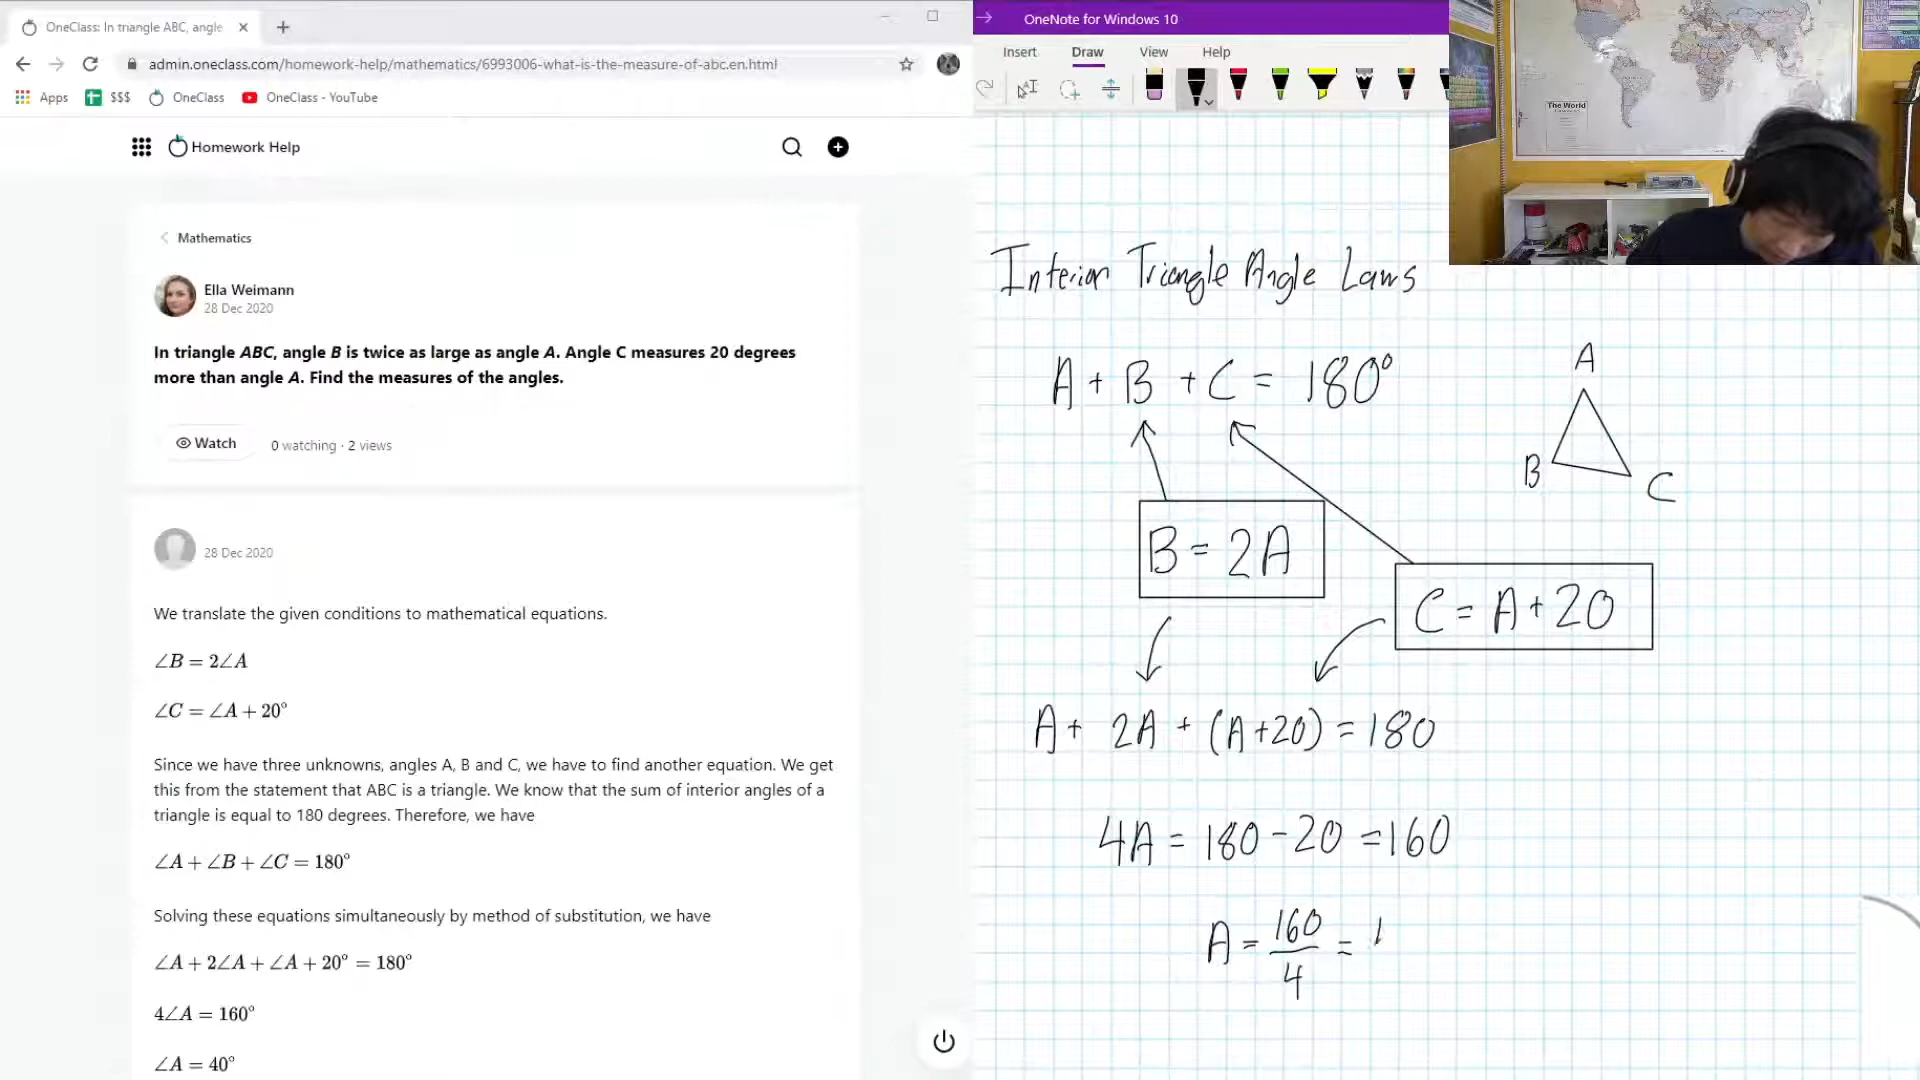 OneClass: In triangle ABC, angle
admin.oneclass.com/homework-help/mathematics/6993006-what-is-the-measure-of-abc.en.html
Apps $$$ OneClass OneClass - YouTube
Homework Help
Mathematics
Ella Weimann
28 Dec 2020
In triangle ABC, angle B is twice as large as angle A. Angle C measures 20 degrees
more than angle A. Find the measures of the angles.
Watch 0 watching · 2 views
28 Dec 2020
We translate the given conditions to mathematical equations.
∠B = 2∠A
∠C = ∠A + 20°
Since we have three unknowns, angles A, B and C, we have to find another equation. We get
this from the statement that ABC is a triangle. We know that the sum of interior angles of a
triangle is equal to 180 degrees. Therefore, we have
∠A + ∠B + ∠C = 180°
Solving these equations simultaneously by method of substitution, we have
∠A + 2∠A + ∠A + 20° = 180°
4∠A = 160°
∠A = 40°
OneNote for Windows 10
Insert Draw View Help
The World
Interior Triangle Angle Laws
A + B + C = 180°
A
B
C
B = 2A
C = A + 20
A + 2A + (A+20) = 180
4A = 180 - 20 = 160
A = 160/4 =